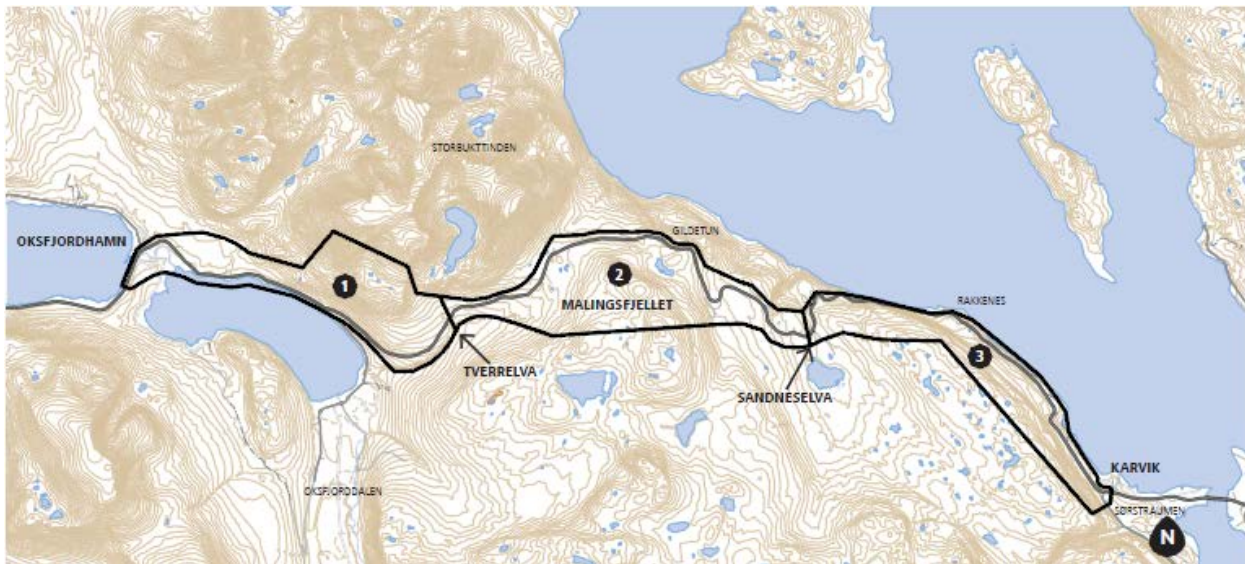 STORBUKTTINDEN
OKSFJORDHAMN
GILDETUN
1
2
MALINGSFJELLET
RAKKENES
3
TVERRELVA
SANDNESELVA
KARVIK
OKSFJORDDALEN
SØRSTRAUMEN
N